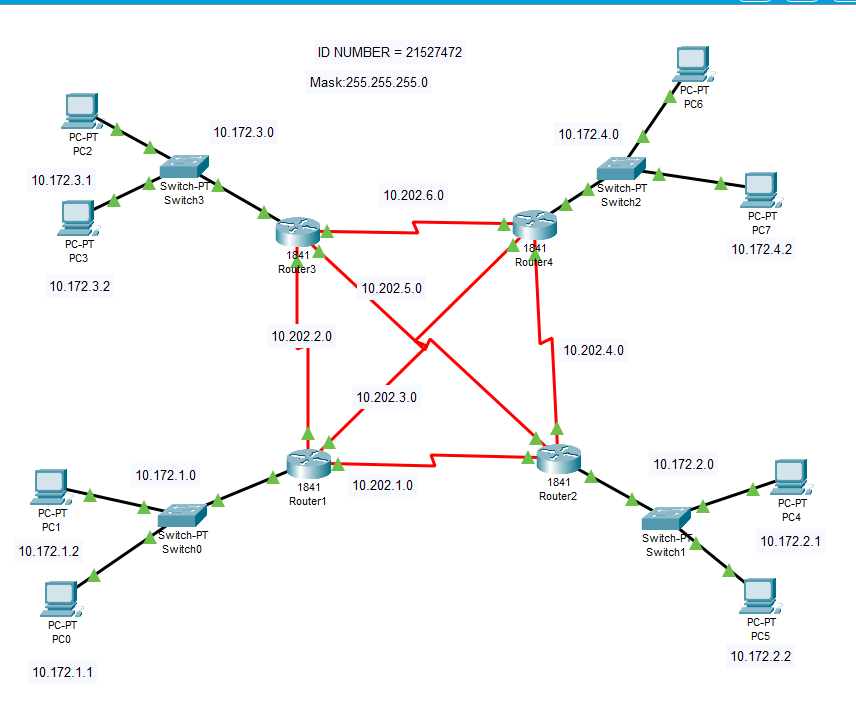 ID NUMBER = 21527472
Mask:255.255.255.0
PC-PT
PC2
10.172.3.0
10.172.3.1
Switch-PT
Switch3
PC-PT
PC3
10.172.3.2
1841
Router3
10.202.6.0
PC-PT
PC6
10.172.4.0
Switch-PT
Switch2
PC-PT
PC7
10.172.4.2
1841
Router4
10.202.5.0
10.202.2.0
10.202.4.0
10.202.3.0
10.172.1.0
1841
Router1
10.202.1.0
PC-PT
PC1
10.172.1.2
Switch-PT
Switch0
PC-PT
PC0
10.172.1.1
1841
Router2
10.172.2.0
PC-PT
PC4
10.172.2.1
Switch-PT
Switch1
PC-PT
PC5
10.172.2.2